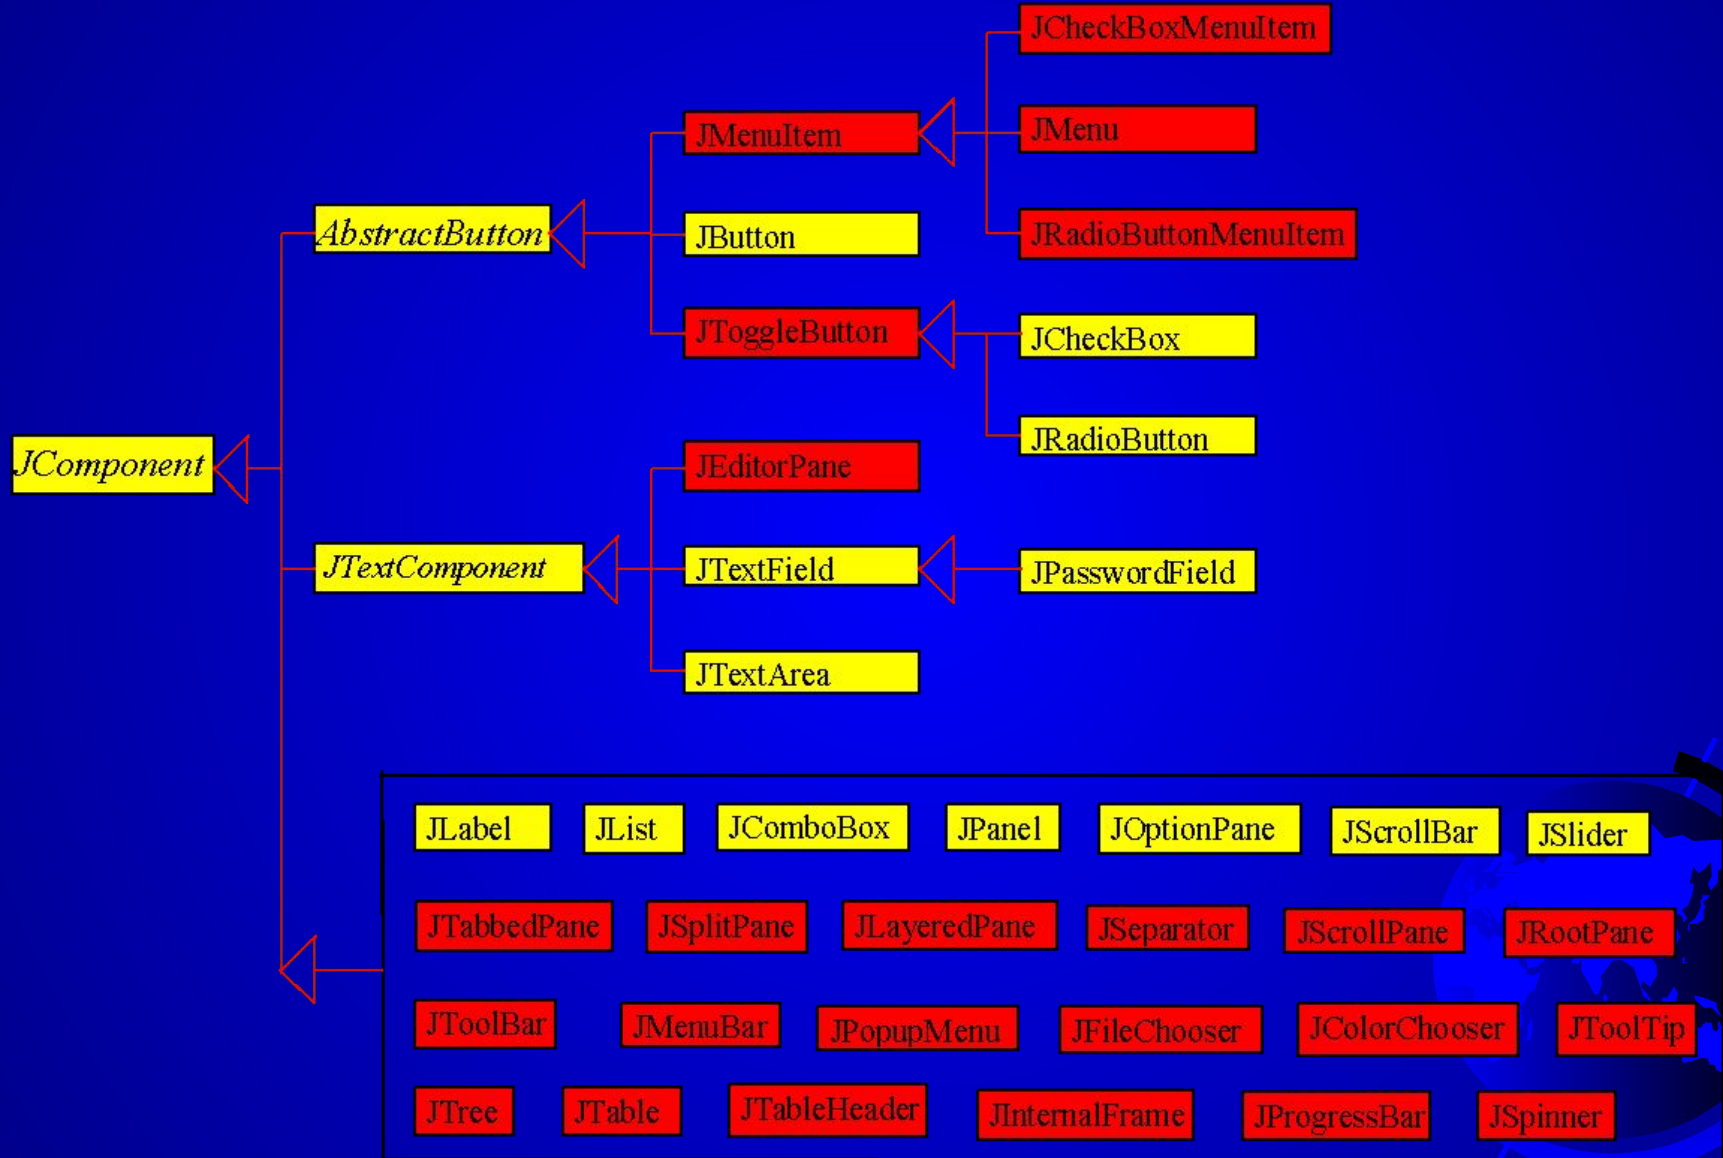 JCheckBoxMenuItem
JMenuItem
JMenu
AbstractButton
JButton
JRadioButtonMenuItem
JToggleButton
JCheckBox
JRadioButton
JComponent
JEditorPane
JTextComponent
JTextField
JPasswordField
JTextArea
JLabel JList JComboBox JPanel JOptionPane JScrollBar JSlider
JTabbedPane JSplitPane JLayeredPane JSeparator JScrollPane JRootPane
JToolBar JMenuBar JPopupMenu JFileChooser JColorChooser JToolTip
JTree JTable JTableHeader JInternalFrame JProgressBar JSpinner